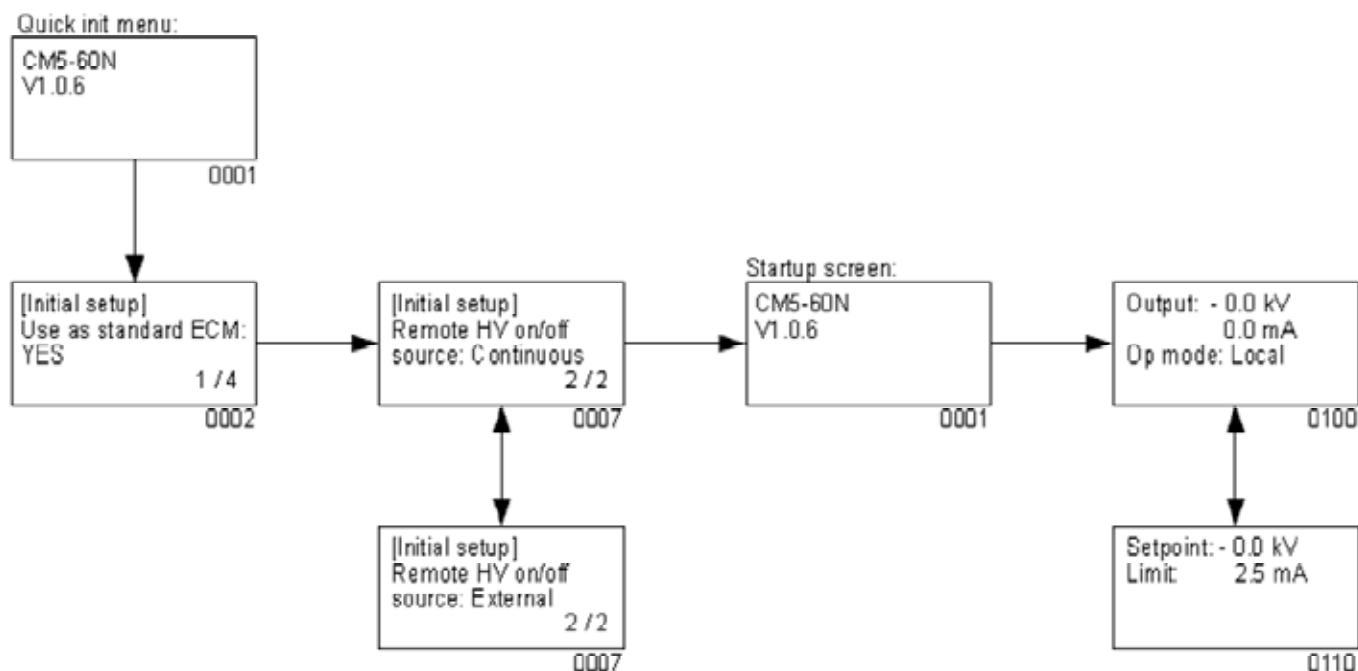 Quick init menu:
CM5-60N
V1.0.6
0001
[Initial setup]
Use as standard ECM:
YES
1 / 4
0002
[Initial setup]
Remote HV on/off
source: Continuous
2 / 2
0007
[Initial setup]
Remote HV on/off
source: External
2 / 2
0007
Startup screen:
CM5-60N
V1.0.6
0001
Output: - 0.0 kV
0.0 mA
Op mode: Local
0100
Setpoint: - 0.0 kV
Limit: 2.5 mA
0110